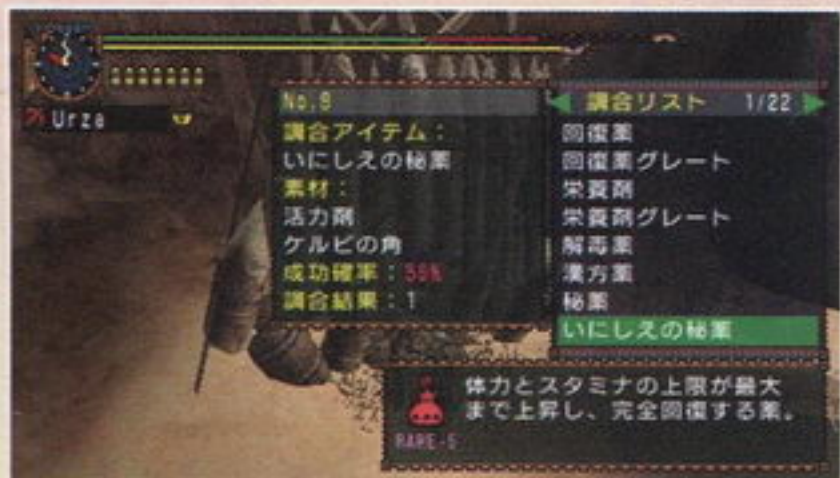 Urza
No.8
調合アイテム：
いにしえの秘薬
素材：
活力剤
ケルビの角
成功確率：55%
調合結果：1
調合リスト 1/22
回復薬
回復薬グレート
栄養剤
栄養剤グレート
解毒薬
漢方薬
秘薬
いにしえの秘薬
体力とスタミナの上限が最大
まで上昇し、完全回復する薬。
RARE-5